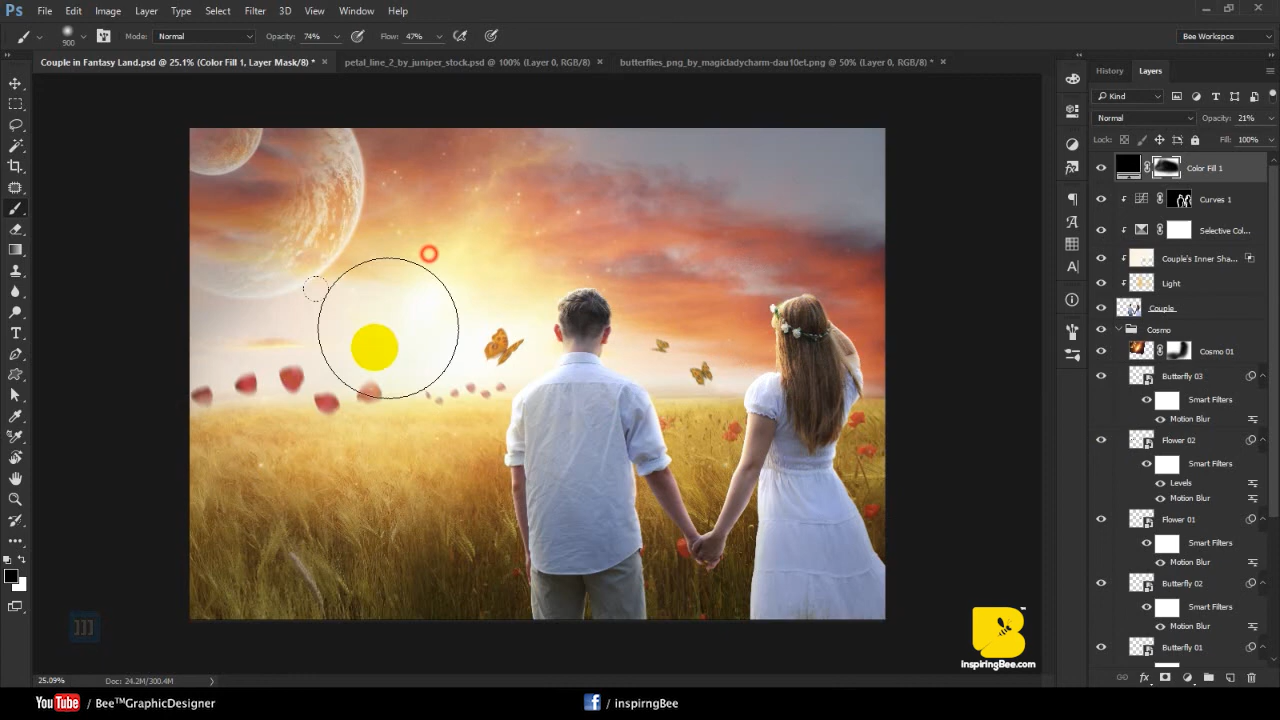 Ps File Edit Image Layer Type Select Filter 3D View Window Help
900 Mode: Normal Opacity: 74% Flow: 47% Bee Workspce
Couple in Fantasy Land.psd @ 25.1% (Color Fill 1, Layer Mask/8) * petal_line_2_by_juniper_stock.psd @ 100% (Layer 0, RGB/8) butterflies_png_by_magicladycharm-dau10et.png @ 50% (Layer 0, RGB/8) *
History Layers
Kind
Normal Opacity: 21%
Lock: Fill: 100%
Color Fill 1
Curves 1
Selective Col...
Couple's Inner Sha...
Light
Couple
Cosmo
Cosmo 01
Butterfly 03
Smart Filters
Motion Blur
Flower 02
Smart Filters
Levels
Motion Blur
Flower 01
Smart Filters
Motion Blur
Butterfly 02
Smart Filters
Motion Blur
Butterfly 01
B™
inspiringBee.com
25.09% Doc: 24.2M/300.4M
YouTube / Bee™GraphicDesigner f / inspirngBee